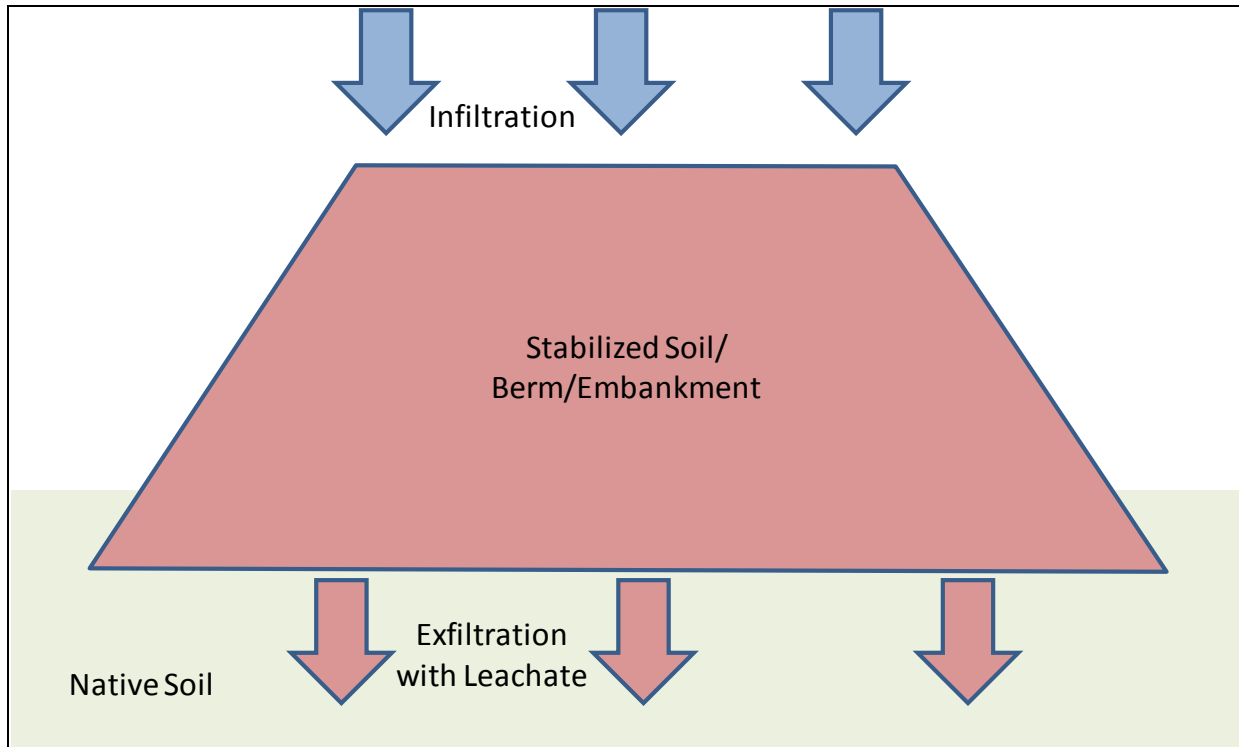 Infiltration
Stabilized Soil/
Berm/Embankment
Exfiltration
with Leachate
Native Soil